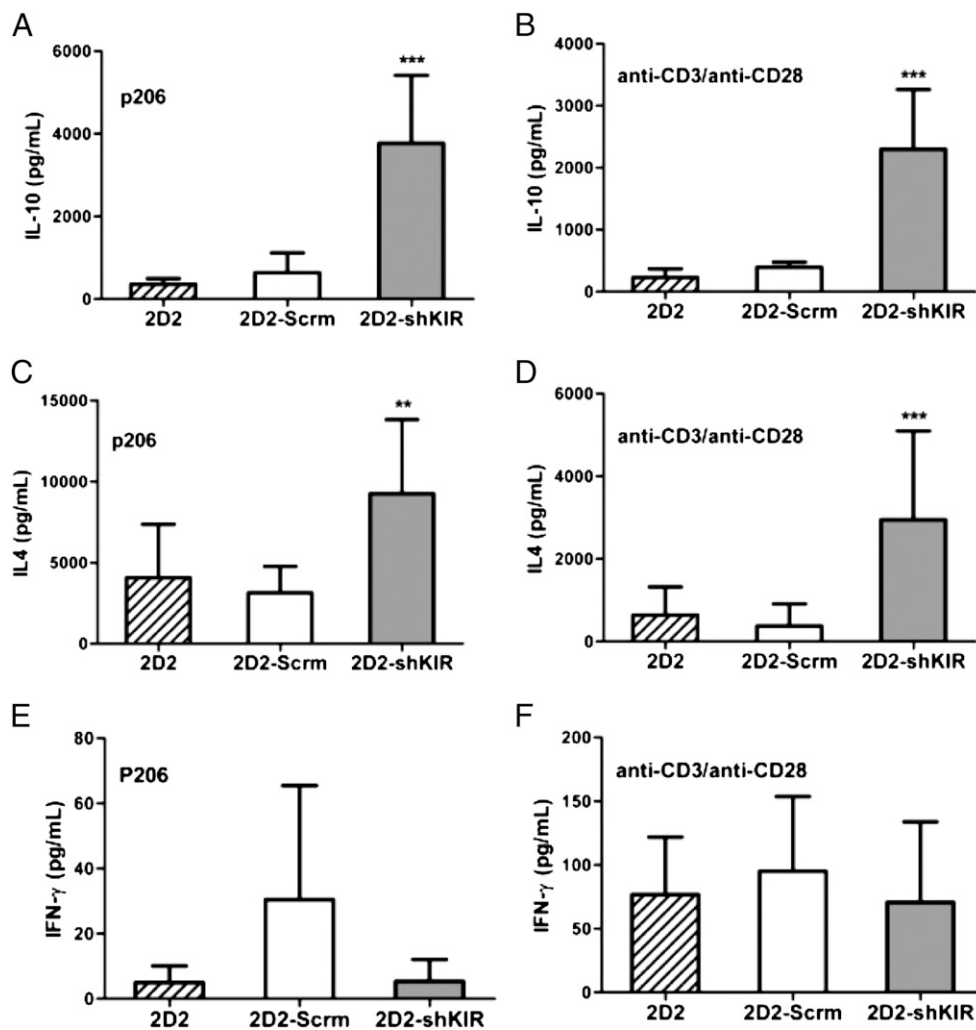 A
IL-10 (pg/mL)
6000
4000
2000
0
p206
***
2D2
2D2-Scrm
2D2-shKIR
B
IL-10 (pg/mL)
4000
3000
2000
1000
0
anti-CD3/anti-CD28
***
2D2
2D2-Scrm
2D2-shKIR
C
IL4 (pg/mL)
15000
10000
5000
0
p206
**
2D2
2D2-Scrm
2D2-shKIR
D
IL4 (pg/mL)
6000
4000
2000
0
anti-CD3/anti-CD28
***
2D2
2D2-Scrm
2D2-shKIR
E
IFN-γ (pg/mL)
80
60
40
20
0
P206
2D2
2D2-Scrm
2D2-shKIR
F
IFN-γ (pg/mL)
200
150
100
50
0
anti-CD3/anti-CD28
2D2
2D2-Scrm
2D2-shKIR